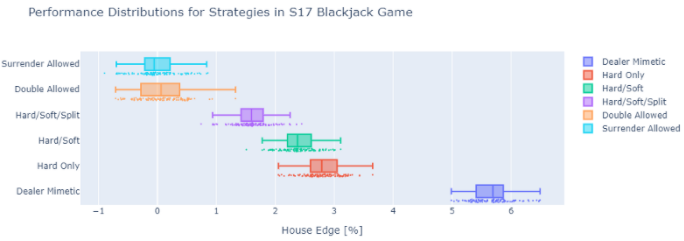 Performance Distributions for Strategies in S17 Blackjack Game
Surrender Allowed
Double Allowed
Hard/Soft/Split
Hard/Soft
Hard Only
Dealer Mimetic
−1 0 1 2 3 4 5 6
House Edge [%]
Dealer Mimetic
Hard Only
Hard/Soft
Hard/Soft/Split
Double Allowed
Surrender Allowed